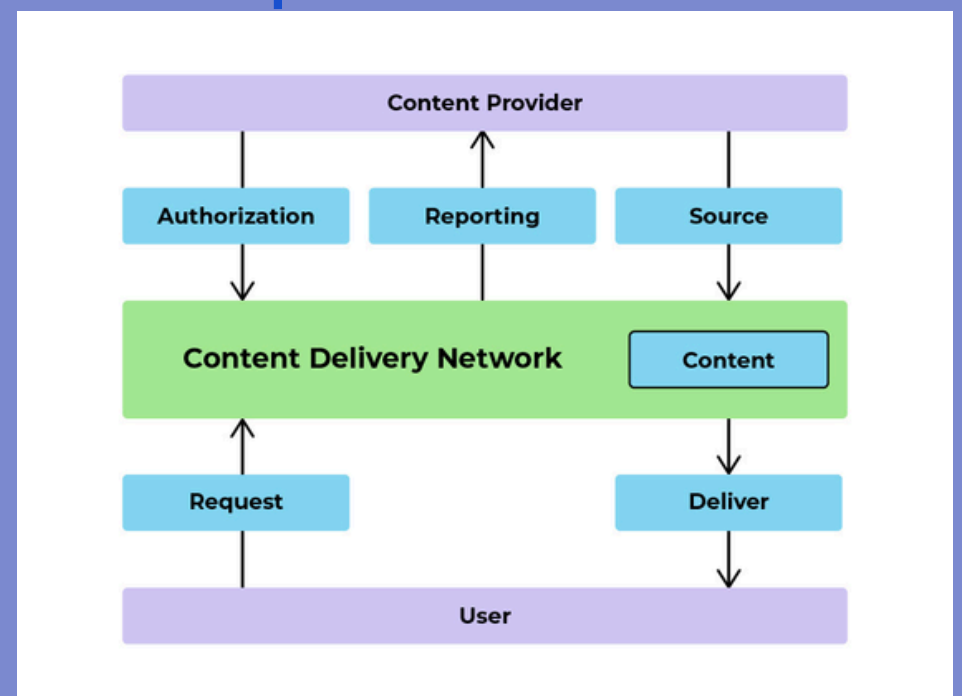 Content Provider
Authorization
Reporting
Source
Content Delivery Network
Content
Request
Deliver
User